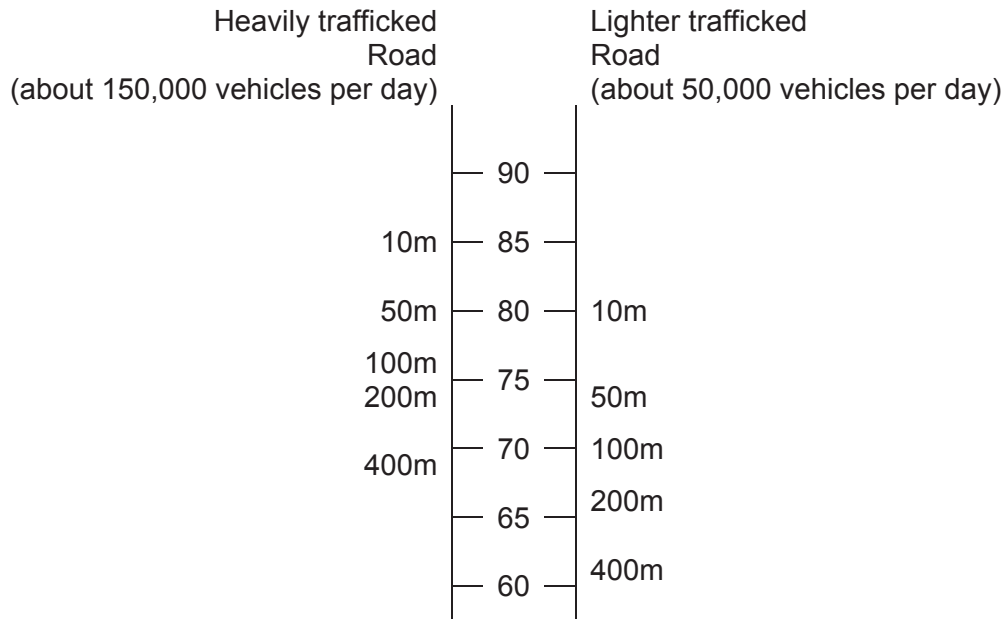 Heavily trafficked
Road
(about 150,000 vehicles per day)
Lighter trafficked
Road
(about 50,000 vehicles per day)
90
10m 85
50m 80 10m
100m
75
200m 50m
70 100m
400m
200m
65
400m
60